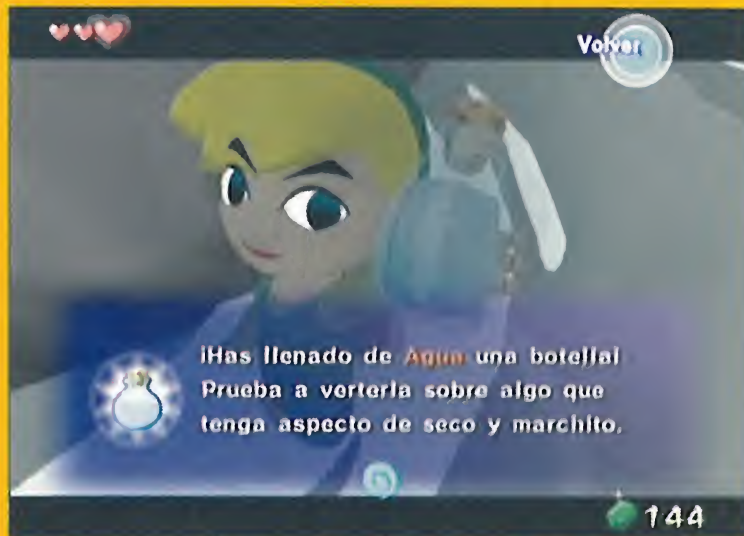 Volver
¡Has llenado de Agua una botella!
Prueba a verterla sobre algo que
tenga aspecto de seco y marchito.
144